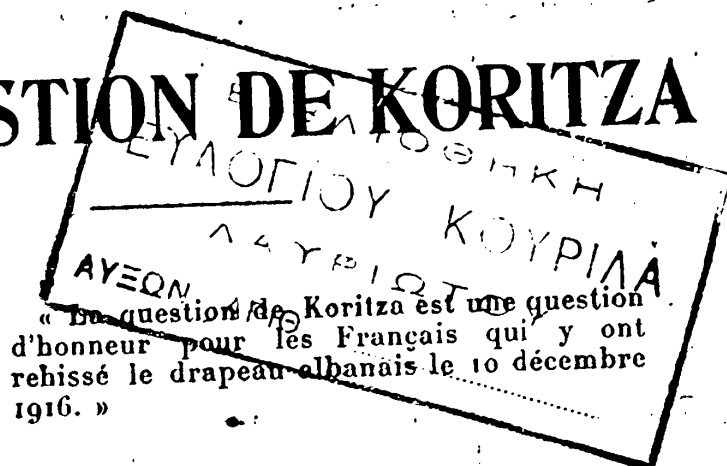 STION DE KORITZA
ΒΙΒΛΙΟΘΗΚΗ
ΕΥΛΟΓΙΟΥ ΚΟΥΡΙΛΑ
ΛΑΥΡΙΩΤΟΥ
ΑΥΞΩΝ ΑΡΙΘ
« La question de Koritza est une question
d'honneur pour les Français qui y ont
rehissé le drapeau albanais le 10 décembre
1916. »